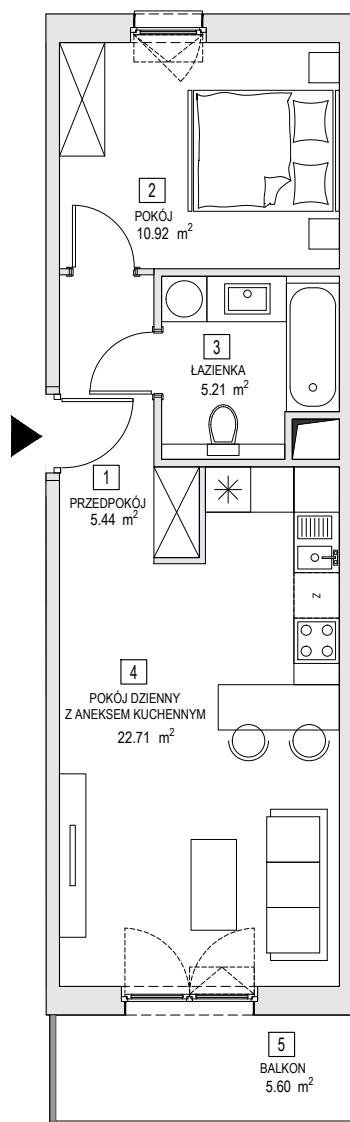 2
POKÓJ
10.92 m²
3
ŁAZIENKA
5.21 m²
1
PRZEDPOKÓJ
5.44 m²
Z
4
POKÓJ DZIENNY
Z ANEKSEM KUCHENNYM
22.71 m²
5
BALKON
5.60 m²